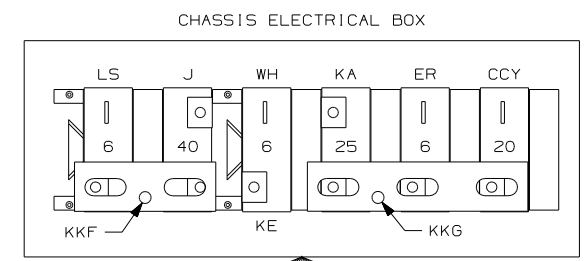 CHASSIS ELECTRICAL BOX
LS J WH KA ER CCY
6 40 6 25 6 20
KKF KE KKG